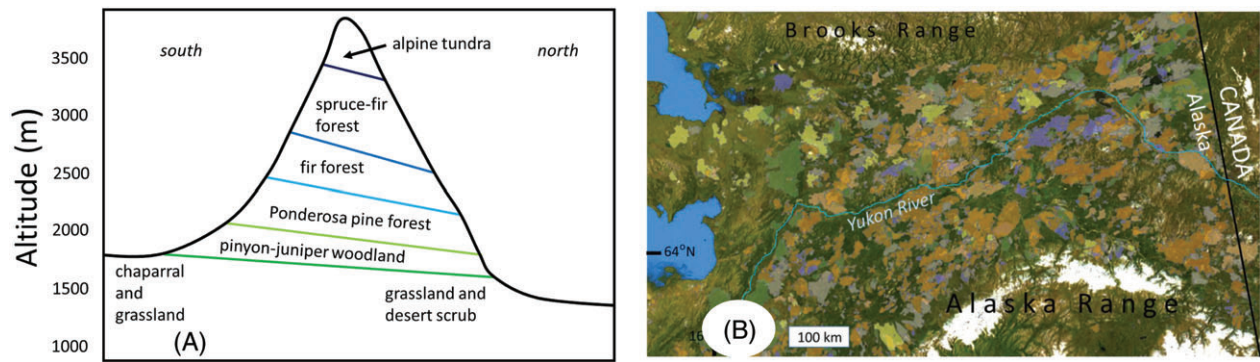 Altitude (m)
3500
3000
2500
2000
1500
1000
south
north
alpine tundra
spruce-fir
forest
fir forest
Ponderosa pine forest
pinyon-juniper woodland
chaparral
and
grassland
grassland and
desert scrub
(A)
Brooks Range
CANADA
Alaska
Yukon River
64°N
Alaska Range
16
(B)
100 km